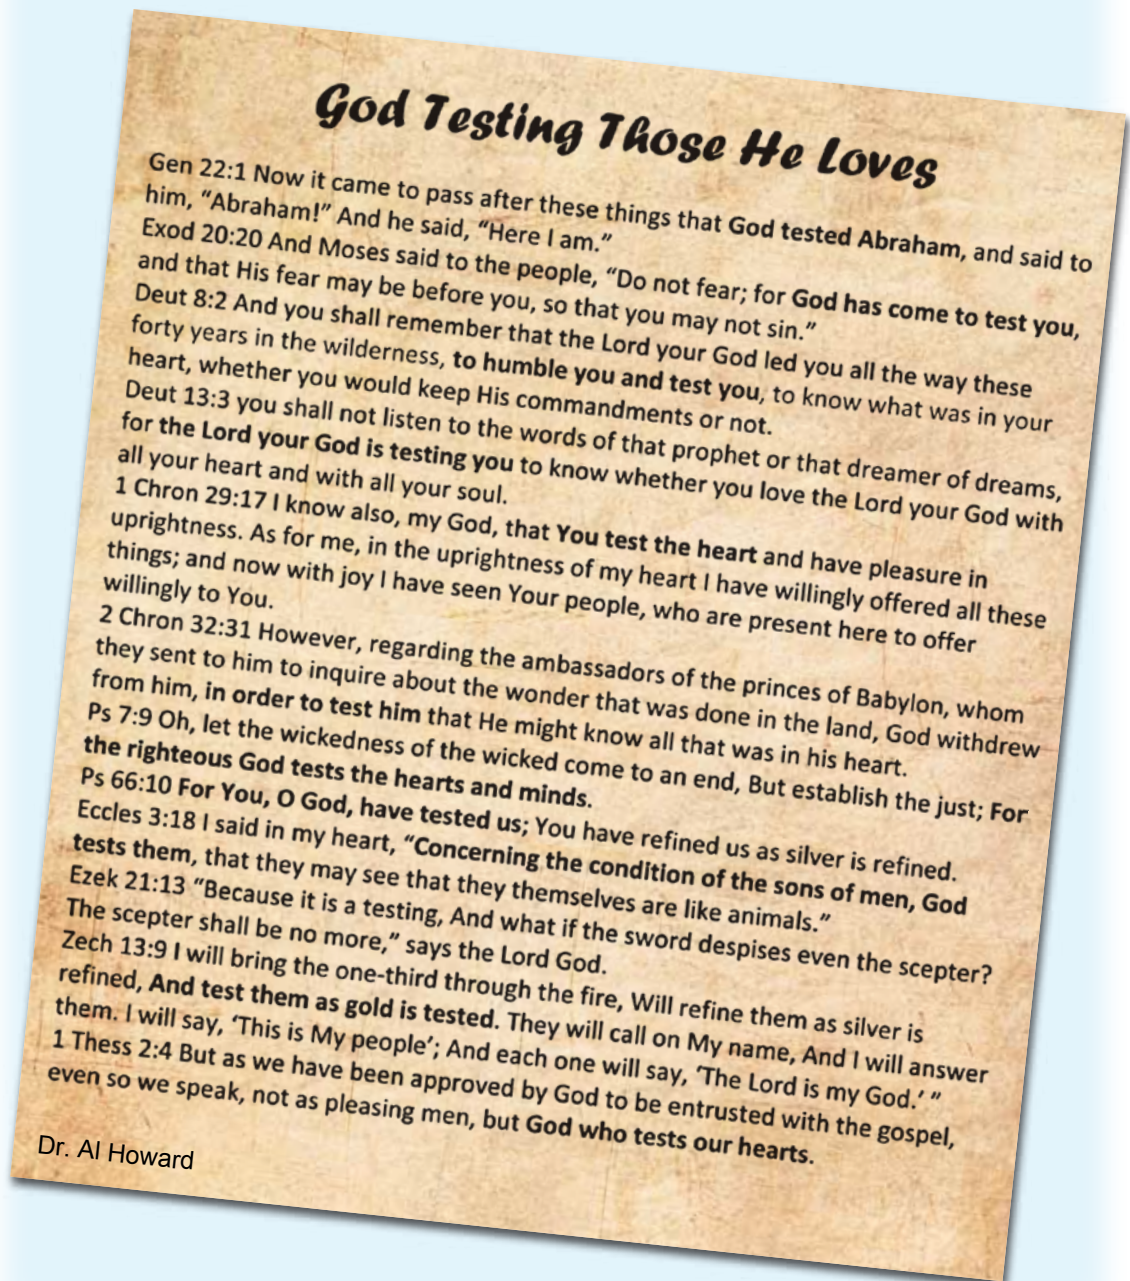 God Testing Those He Loves
Gen 22:1 Now it came to pass after these things that God tested Abraham, and said to
him, “Abraham!” And he said, “Here I am.”
Exod 20:20 And Moses said to the people, “Do not fear; for God has come to test you,
and that His fear may be before you, so that you may not sin.”
Deut 8:2 And you shall remember that the Lord your God led you all the way these
forty years in the wilderness, to humble you and test you, to know what was in your
heart, whether you would keep His commandments or not.
Deut 13:3 you shall not listen to the words of that prophet or that dreamer of dreams,
for the Lord your God is testing you to know whether you love the Lord your God with
all your heart and with all your soul.
1 Chron 29:17 I know also, my God, that You test the heart and have pleasure in
uprightness. As for me, in the uprightness of my heart I have willingly offered all these
things; and now with joy I have seen Your people, who are present here to offer
willingly to You.
2 Chron 32:31 However, regarding the ambassadors of the princes of Babylon, whom
they sent to him to inquire about the wonder that was done in the land, God withdrew
from him, in order to test him that He might know all that was in his heart.
Ps 7:9 Oh, let the wickedness of the wicked come to an end, But establish the just; For
the righteous God tests the hearts and minds.
Ps 66:10 For You, O God, have tested us; You have refined us as silver is refined.
Eccles 3:18 I said in my heart, “Concerning the condition of the sons of men, God
tests them, that they may see that they themselves are like animals.”
Ezek 21:13 “Because it is a testing, And what if the sword despises even the scepter?
The scepter shall be no more,” says the Lord God.
Zech 13:9 I will bring the one-third through the fire, Will refine them as silver is
refined, And test them as gold is tested. They will call on My name, And I will answer
them. I will say, ‘This is My people’; And each one will say, ‘The Lord is my God.’ ”
1 Thess 2:4 But as we have been approved by God to be entrusted with the gospel,
even so we speak, not as pleasing men, but God who tests our hearts.
Dr. Al Howard